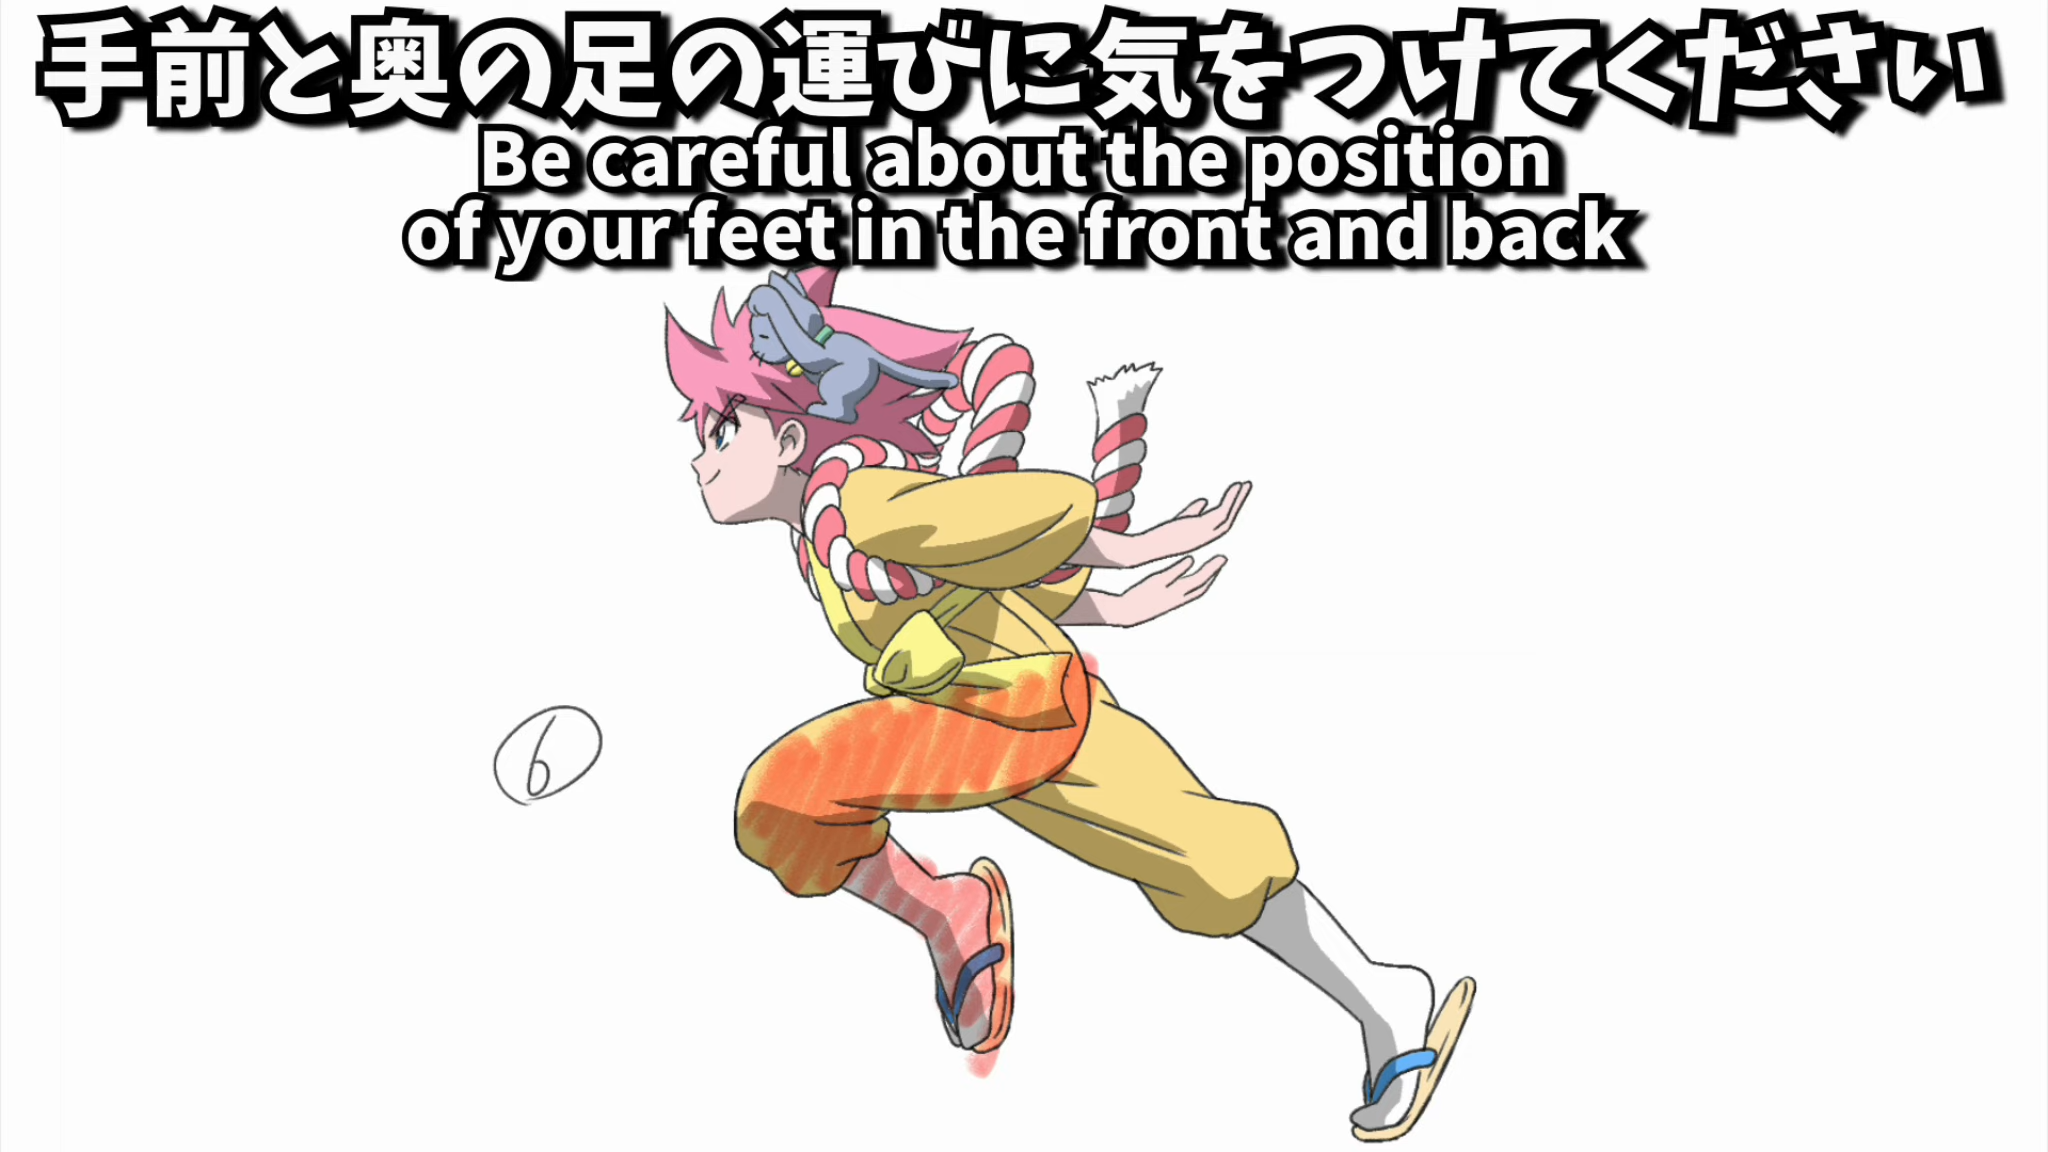 手前と奥の足の運びに気をつけてください
Be careful about the position
of your feet in the front and back
6